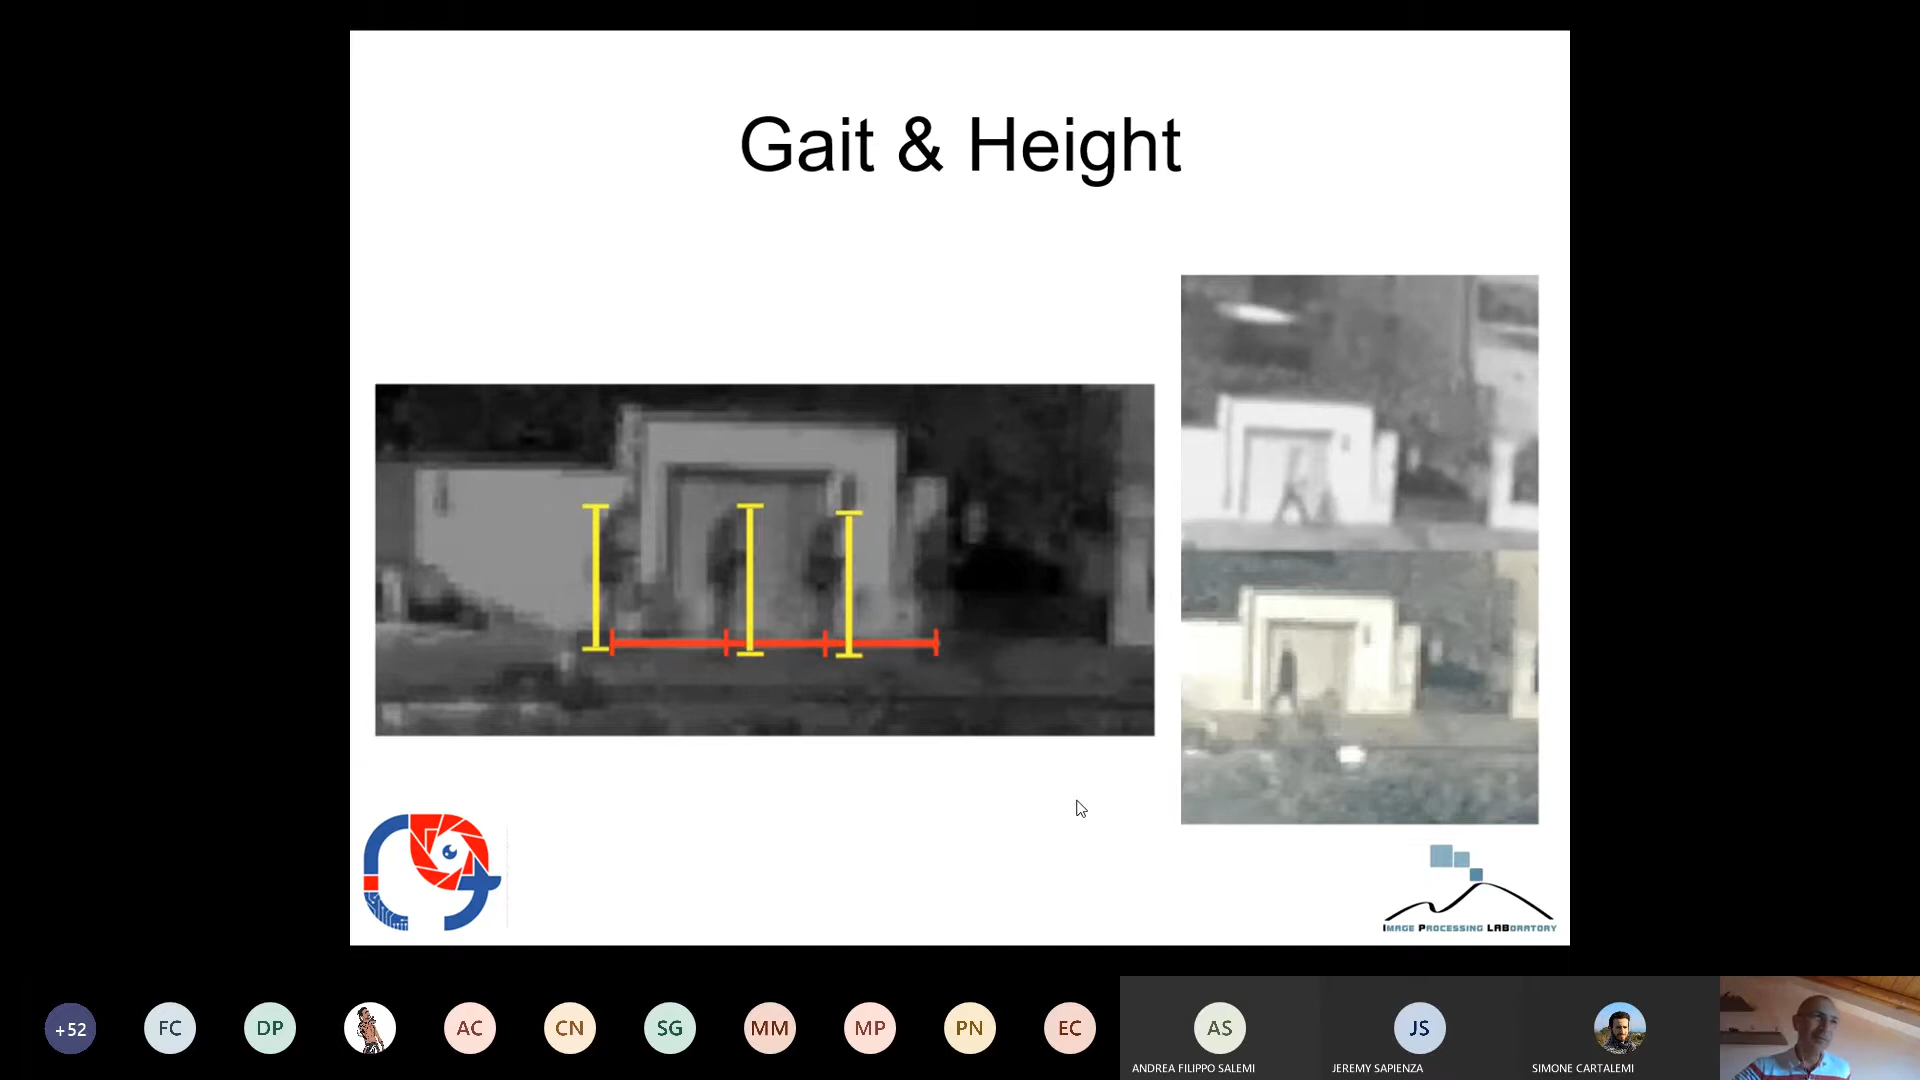 Gait & Height
IMAGE PROCESSING LABORATORY
+52
FC
DP
AC
CN
SG
MM
MP
PN
EC
AS
JS
ANDREA FILIPPO SALEMI
JEREMY SAPIENZA
SIMONE CARTALEMI